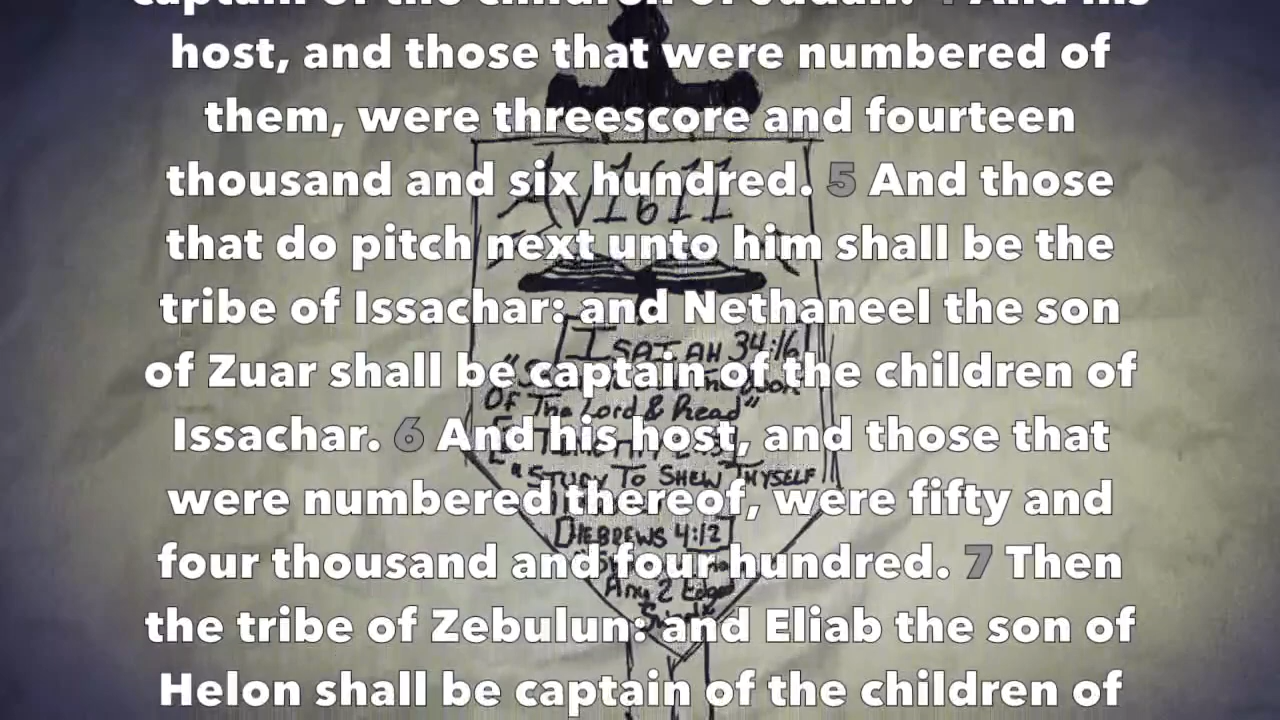 captain of the children of Judah. 4 And his
host, and those that were numbered of
them, were threescore and fourteen
thousand and six hundred. 5 And those
that do pitch next unto him shall be the
tribe of Issachar: and Nethaneel the son
of Zuar shall be captain of the children of
Issachar. 6 And his host, and those that
were numbered thereof, were fifty and
four thousand and four hundred. 7 Then
the tribe of Zebulun: and Eliab the son of
Helon shall be captain of the children of
AV1611
ISAIAH 34:16
Of The Lord & Read"
"STUDY TO SHEW THYSELF
[HEBREWS 4:12]
Any 2 Edged